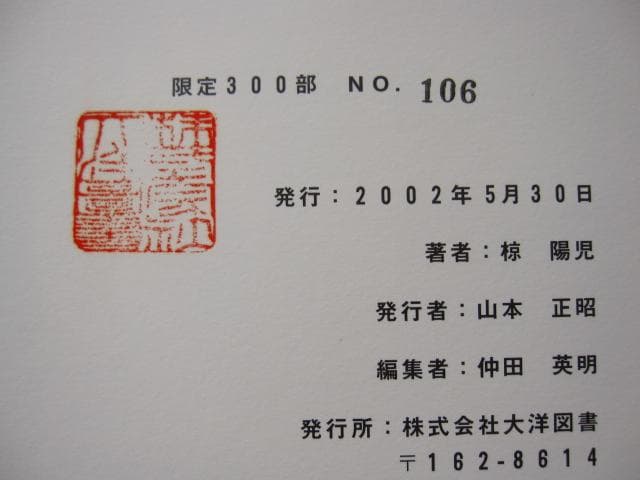 限定300部 NO. 106
発行：2002年5月30日
著者：椋 陽児
発行者：山本 正昭
編集者：仲田 英明
発行所：株式会社大洋図書
〒162-8614